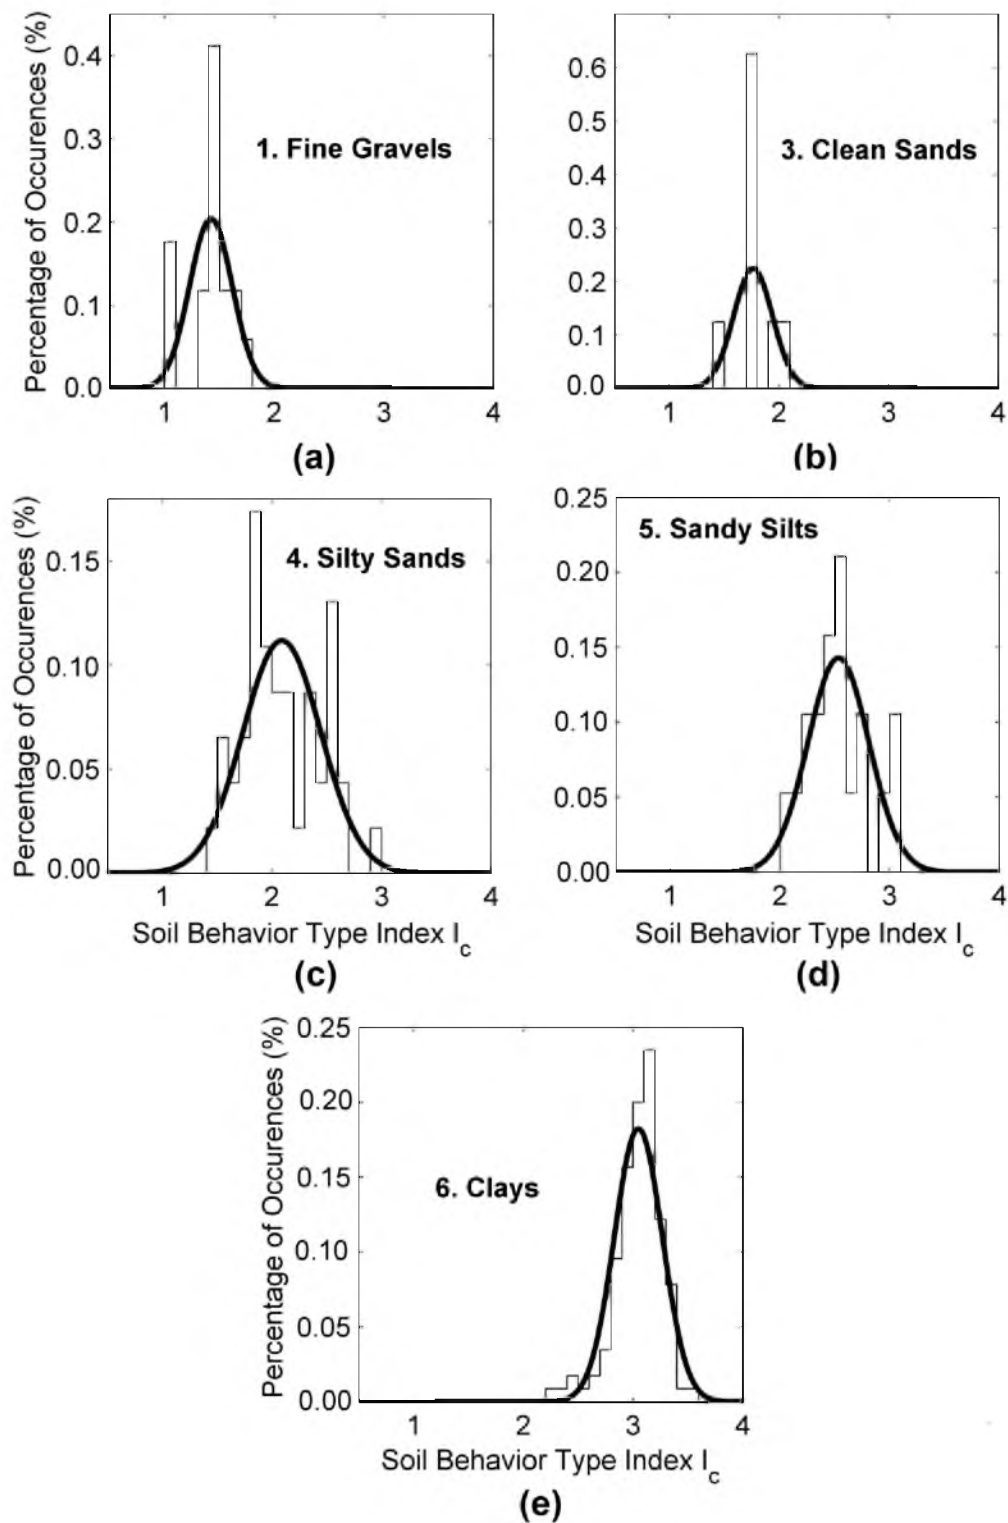 Percentage of Occurences (%)
0.4
0.3
0.2
0.1
0.0
1. Fine Gravels
1 2 3 4
(a)
0.6
0.5
0.4
0.3
0.2
0.1
0.0
3. Clean Sands
1 2 3 4
(b)
Percentage of Occurences (%)
0.15
0.10
0.05
0.00
4. Silty Sands
1 2 3 4
Soil Behavior Type Index Ic
(c)
0.25
0.20
0.15
0.10
0.05
0.00
5. Sandy Silts
1 2 3 4
Soil Behavior Type Index Ic
(d)
Percentage of Occurences (%)
0.25
0.20
0.15
0.10
0.05
0.00
6. Clays
1 2 3 4
Soil Behavior Type Index Ic
(e)